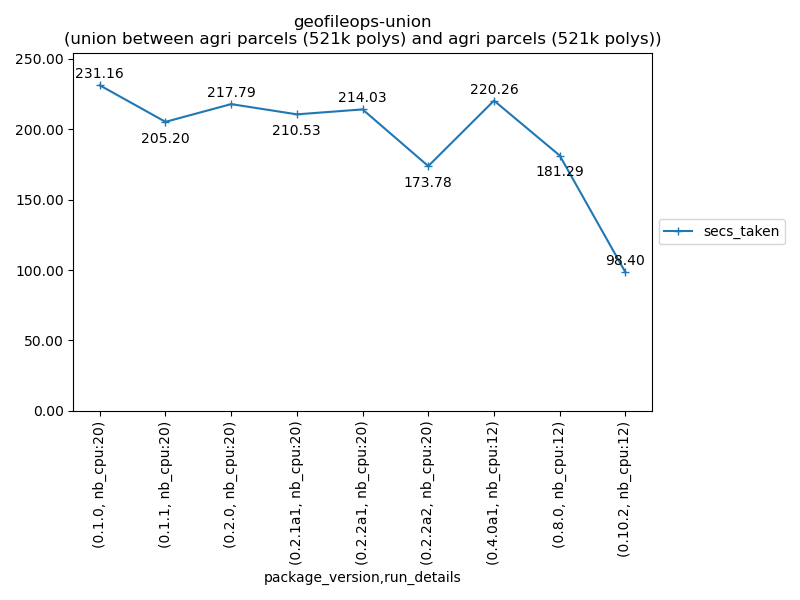 geofileops-union
(union between agri parcels (521k polys) and agri parcels (521k polys))
250.00
200.00
150.00
100.00
50.00
0.00
231.16
205.20
217.79
210.53
214.03
173.78
220.26
181.29
98.40
secs_taken
(0.1.0, nb_cpu:20)
(0.1.1, nb_cpu:20)
(0.2.0, nb_cpu:20)
(0.2.1a1, nb_cpu:20)
(0.2.2a1, nb_cpu:20)
(0.2.2a2, nb_cpu:20)
(0.4.0a1, nb_cpu:12)
(0.8.0, nb_cpu:12)
(0.10.2, nb_cpu:12)
package_version,run_details